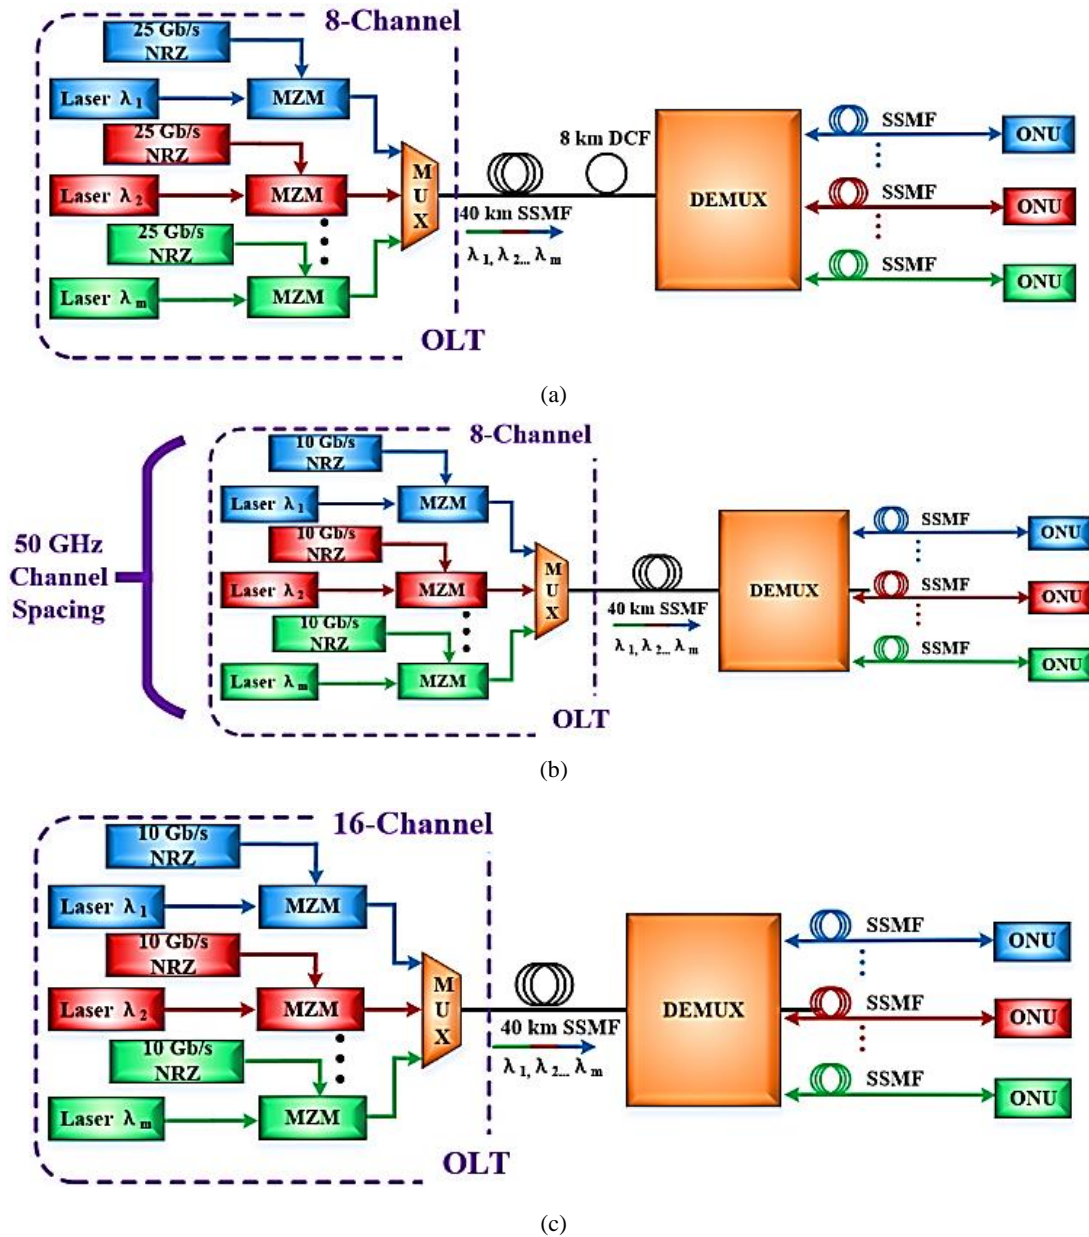 8-Channel
25 Gb/s
NRZ
Laser λ1
MZM
25 Gb/s
NRZ
Laser λ2
MZM
25 Gb/s
NRZ
Laser λm
MZM
MUX
OLT
40 km SSMF
λ1, λ2... λm
8 km DCF
DEMUX
SSMF
ONU
SSMF
ONU
SSMF
ONU
(a)
50 GHz
Channel
Spacing
8-Channel
10 Gb/s
NRZ
Laser λ1
MZM
10 Gb/s
NRZ
Laser λ2
MZM
10 Gb/s
NRZ
Laser λm
MZM
MUX
OLT
40 km SSMF
λ1, λ2... λm
DEMUX
SSMF
ONU
SSMF
ONU
SSMF
ONU
(b)
16-Channel
10 Gb/s
NRZ
Laser λ1
MZM
10 Gb/s
NRZ
Laser λ2
MZM
10 Gb/s
NRZ
Laser λm
MZM
MUX
OLT
40 km SSMF
λ1, λ2... λm
DEMUX
SSMF
ONU
SSMF
ONU
SSMF
ONU
(c)